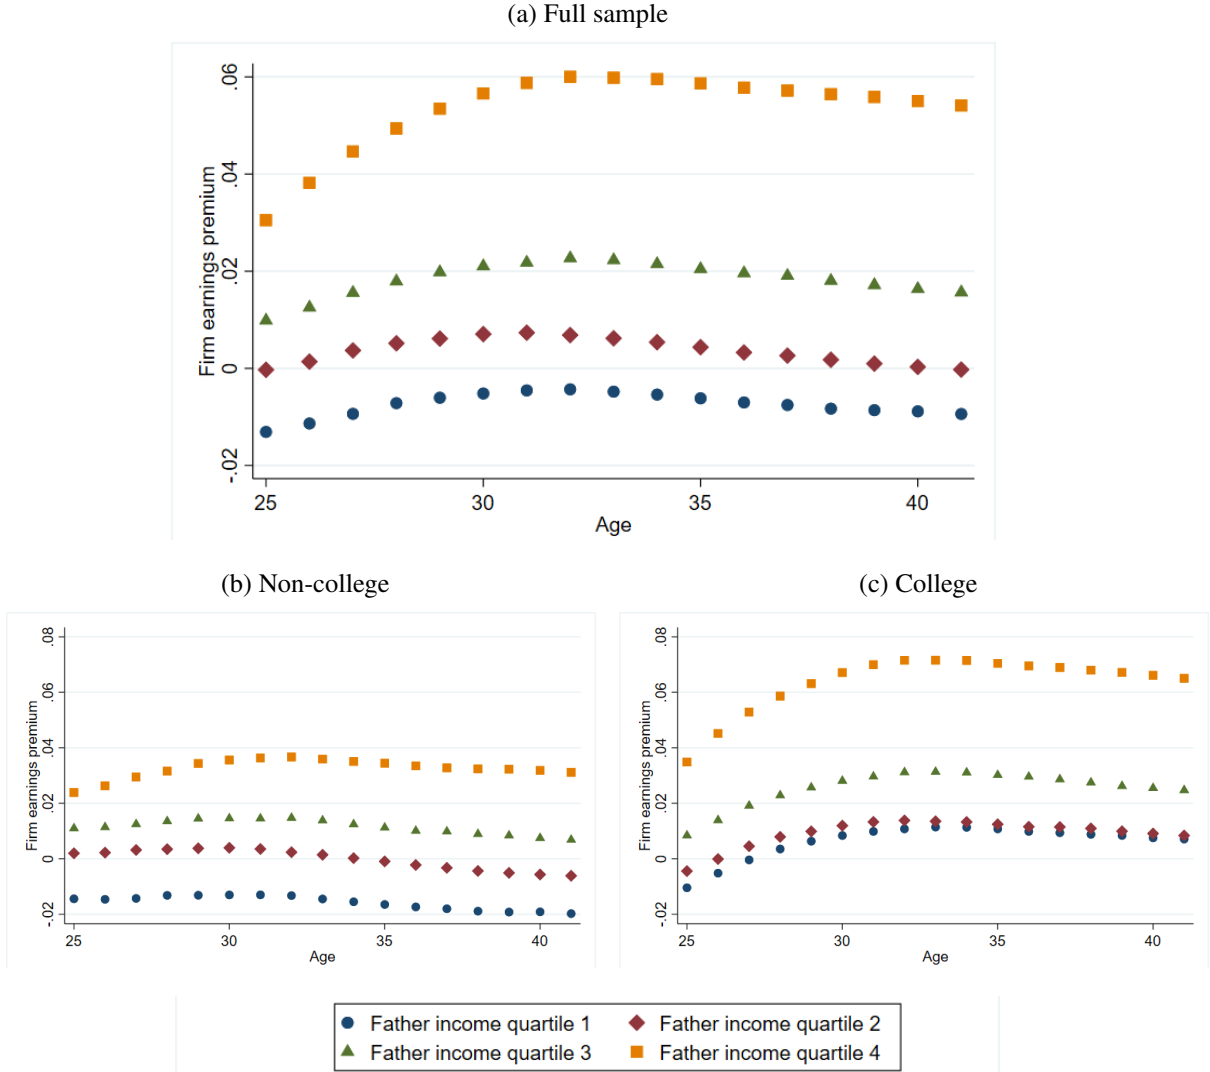 (a) Full sample
Firm earnings premium
.06
.04
.02
0
-.02
25 30 35 40
Age
(b) Non-college
Firm earnings premium
.08
.06
.04
.02
0
-.02
25 30 35 40
Age
(c) College
Firm earnings premium
.08
.06
.04
.02
0
-.02
25 30 35 40
Age
Father income quartile 1 Father income quartile 2
Father income quartile 3 Father income quartile 4